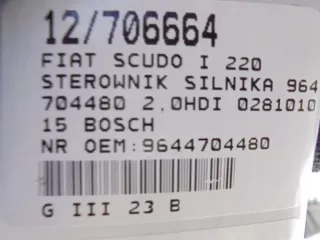 12/706664
FIAT SCUDO I 220
STEROWNIK SILNIKA 964
704480 2,0HDI 0281010
15 BOSCH
NR OEM:9644704480
G III 23 B